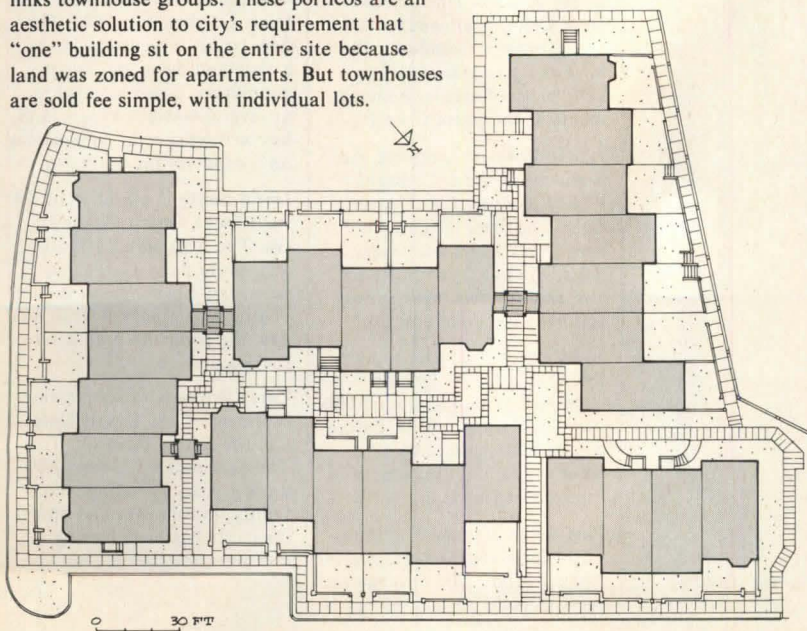 links townhouse groups. These porticos are an
aesthetic solution to city's requirement that
“one” building sit on the entire site because
land was zoned for apartments. But townhouses
are sold fee simple, with individual lots.
N
0 30 FT